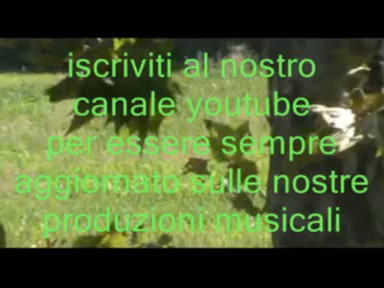 iscriviti al nostro
canale youtube
per essere sempre
aggiornato sulle nostre
produzioni musicali